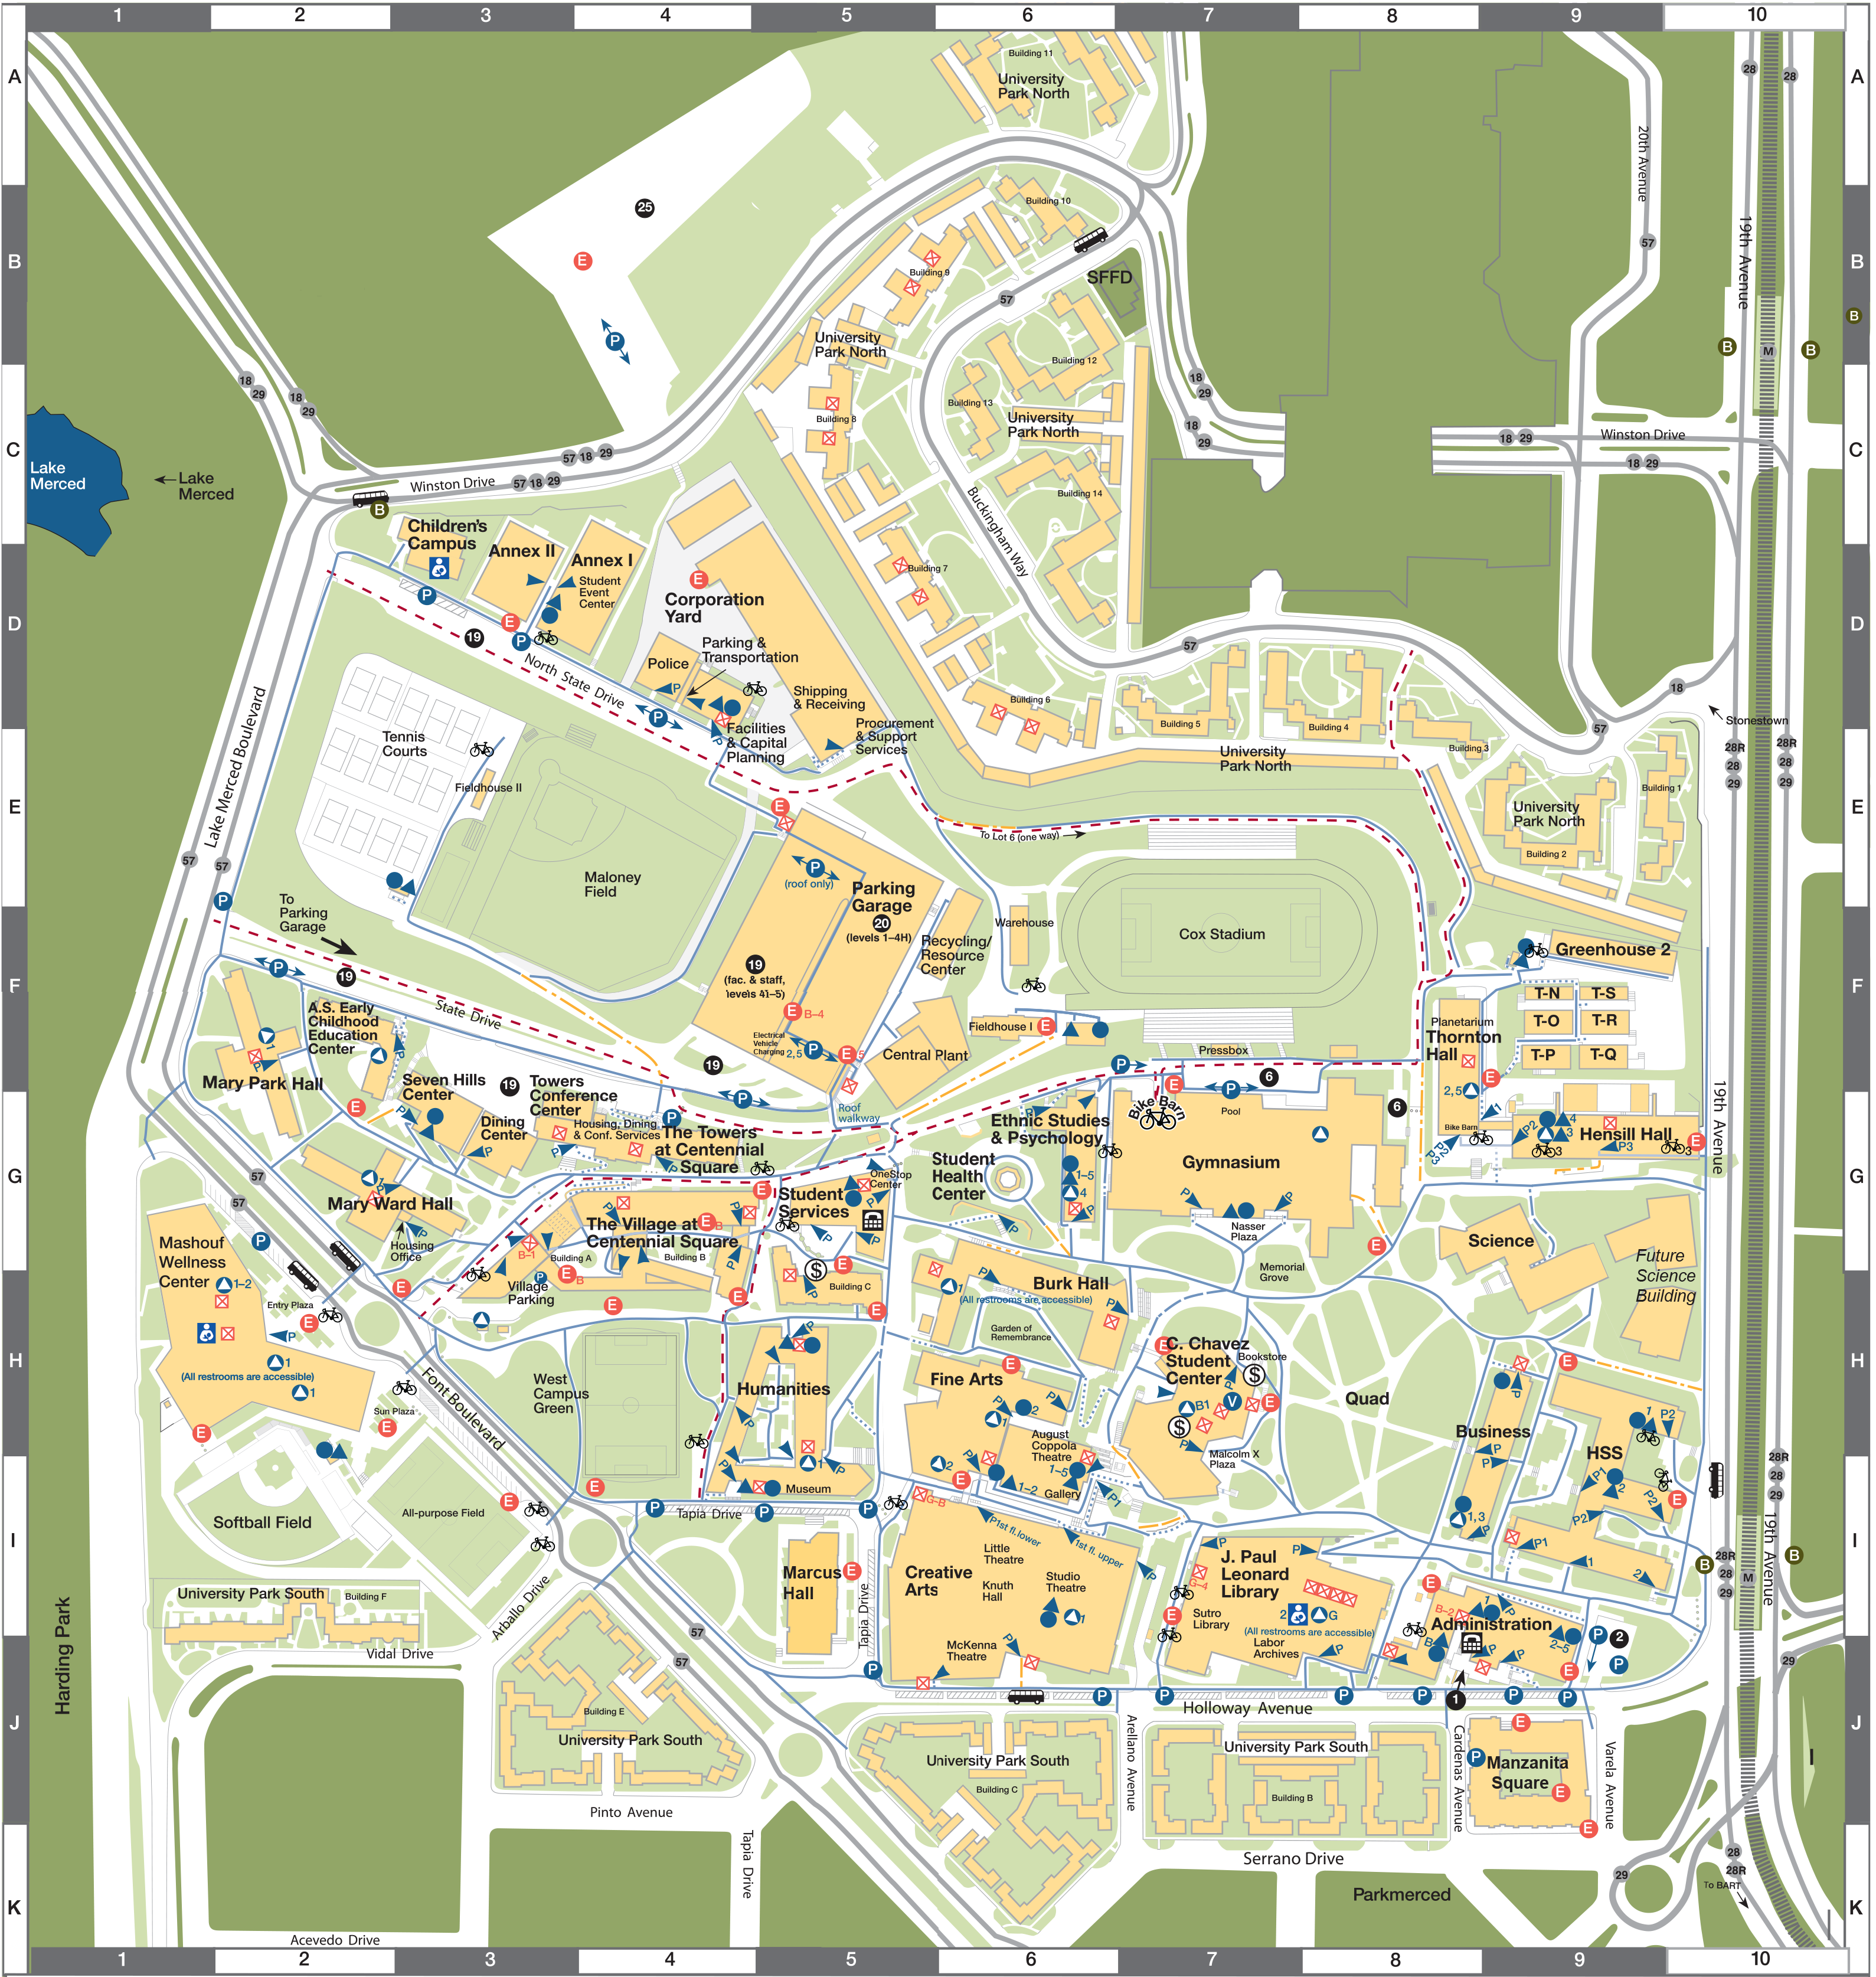 1 2 3 4 5 6 7 8 9 10
A
B
C
D
E
F
G
H
I
J
K
Building 11
University
Park North
28
28
20th Avenue
25
E
Building 10
57
19th Avenue
B
Building 9
SFFD
57
P
University
Park North
Building 12
B
M
B
18
29
18
29
18
29
Building 8
Building 13
University
Park North
18
29
18 29
Winston Drive
18 29
57 18 29
Winston Drive
57 18 29
Lake
Merced
Lake
Merced
B
Building 14
Buckingham Way
Children's
Campus
Annex II
Annex I
Student
Event
Center
Building 7
Corporation
Yard
Parking &
Transportation
Police
19
North State Drive
Shipping
& Receiving
Facilities
& Capital
Planning
Procurement
& Support
Services
Building 6
Building 5
Building 4
Building 3
57
18
57
Stonestown
28R
28
29
28R
28
29
University
Park North
Lake Merced Boulevard
Tennis
Courts
Fieldhouse II
University
Park North
Building 1
Building 2
To Lot 6 (one way)
57
57
Maloney
Field
(roof only)
Parking
Garage
20
(levels 1–4H)
To
Parking
Garage
19
19
(fac. & staff,
levels 41–5)
Recycling/
Resource
Center
Warehouse
Cox Stadium
Greenhouse 2
T-N
T-S
T-O
T-R
T-P
T-Q
State Drive
A.S. Early
Childhood
Education
Center
Mary Park Hall
B-4
Electrical
Vehicle
Charging
2,5
Central Plant
Fieldhouse I
Pressbox
Planetarium
Thornton
Hall
2,5
Seven Hills
Center
19
Towers
Conference
Center
19
Dining
Center
Housing, Dining
& Conf. Services
The Towers
at Centennial
Square
Roof
walkway
Ethnic Studies
& Psychology
Bike Barn
6
Pool
6
Bike Barn
Hensill Hall
19th Avenue
Mary Ward Hall
Housing
Office
Student
Services
OneStop
Center
Student
Health
Center
1–5
4
Gymnasium
Nasser
Plaza
The Village at
Centennial Square
Building A
Building B
Building C
Village
Parking
B-1
Mashouf
Wellness
Center
1–2
Entry Plaza
(All restrooms are accessible)
Sun Plaza
57
57
Font Boulevard
Memorial
Grove
Science
Future
Science
Building
Burk Hall
(All restrooms are accessible)
Garden of
Remembrance
C. Chavez
Student
Center
Bookstore
B1
V
Malcolm X
Plaza
Quad
West
Campus
Green
Humanities
Museum
Fine Arts
August
Coppola
Theatre
1–5
1–2
Gallery
P1
Business
1,3
HSS
P1
P2
Softball Field
All-purpose Field
Tapia Drive
G-B
P1st fl. lower
1st fl. upper
Little
Theatre
Creative
Arts
Knuth
Hall
Studio
Theatre
McKenna
Theatre
Marcus
Hall
Tapia Drive
J. Paul
Leonard
Library
G-4
Sutro
Library
2
G
(All restrooms are accessible)
Labor
Archives
Administration
B-2
2–5
2
1
28R
28
29
28R
28
29
19th Avenue
B
B
M
29
University Park South
Building F
Arballo Drive
Vidal Drive
Harding Park
57
57
Holloway Avenue
Building E
University Park South
University Park South
Building C
Arellano Avenue
University Park South
Building B
Cardenas Avenue
Manzanita
Square
Varela Avenue
Pinto Avenue
Tapia Drive
Serrano Drive
Parkmerced
29
28
28R
To BART
Acevedo Drive
1 2 3 4 5 6 7 8 9 10